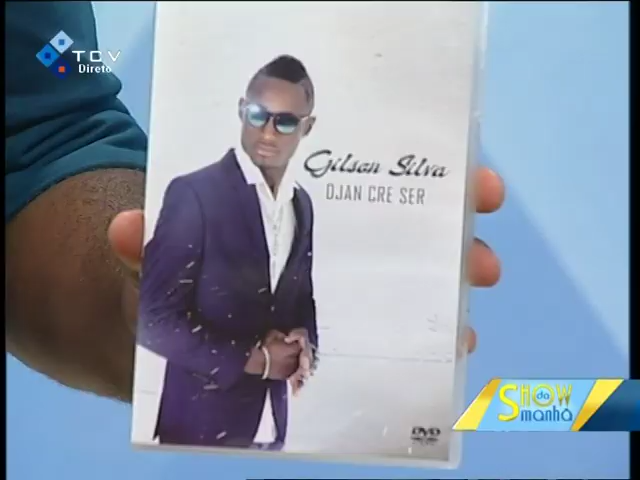 TCV
Direto
Gilson Silva
DJAN CRE SER
DVD
Show
da
manhã